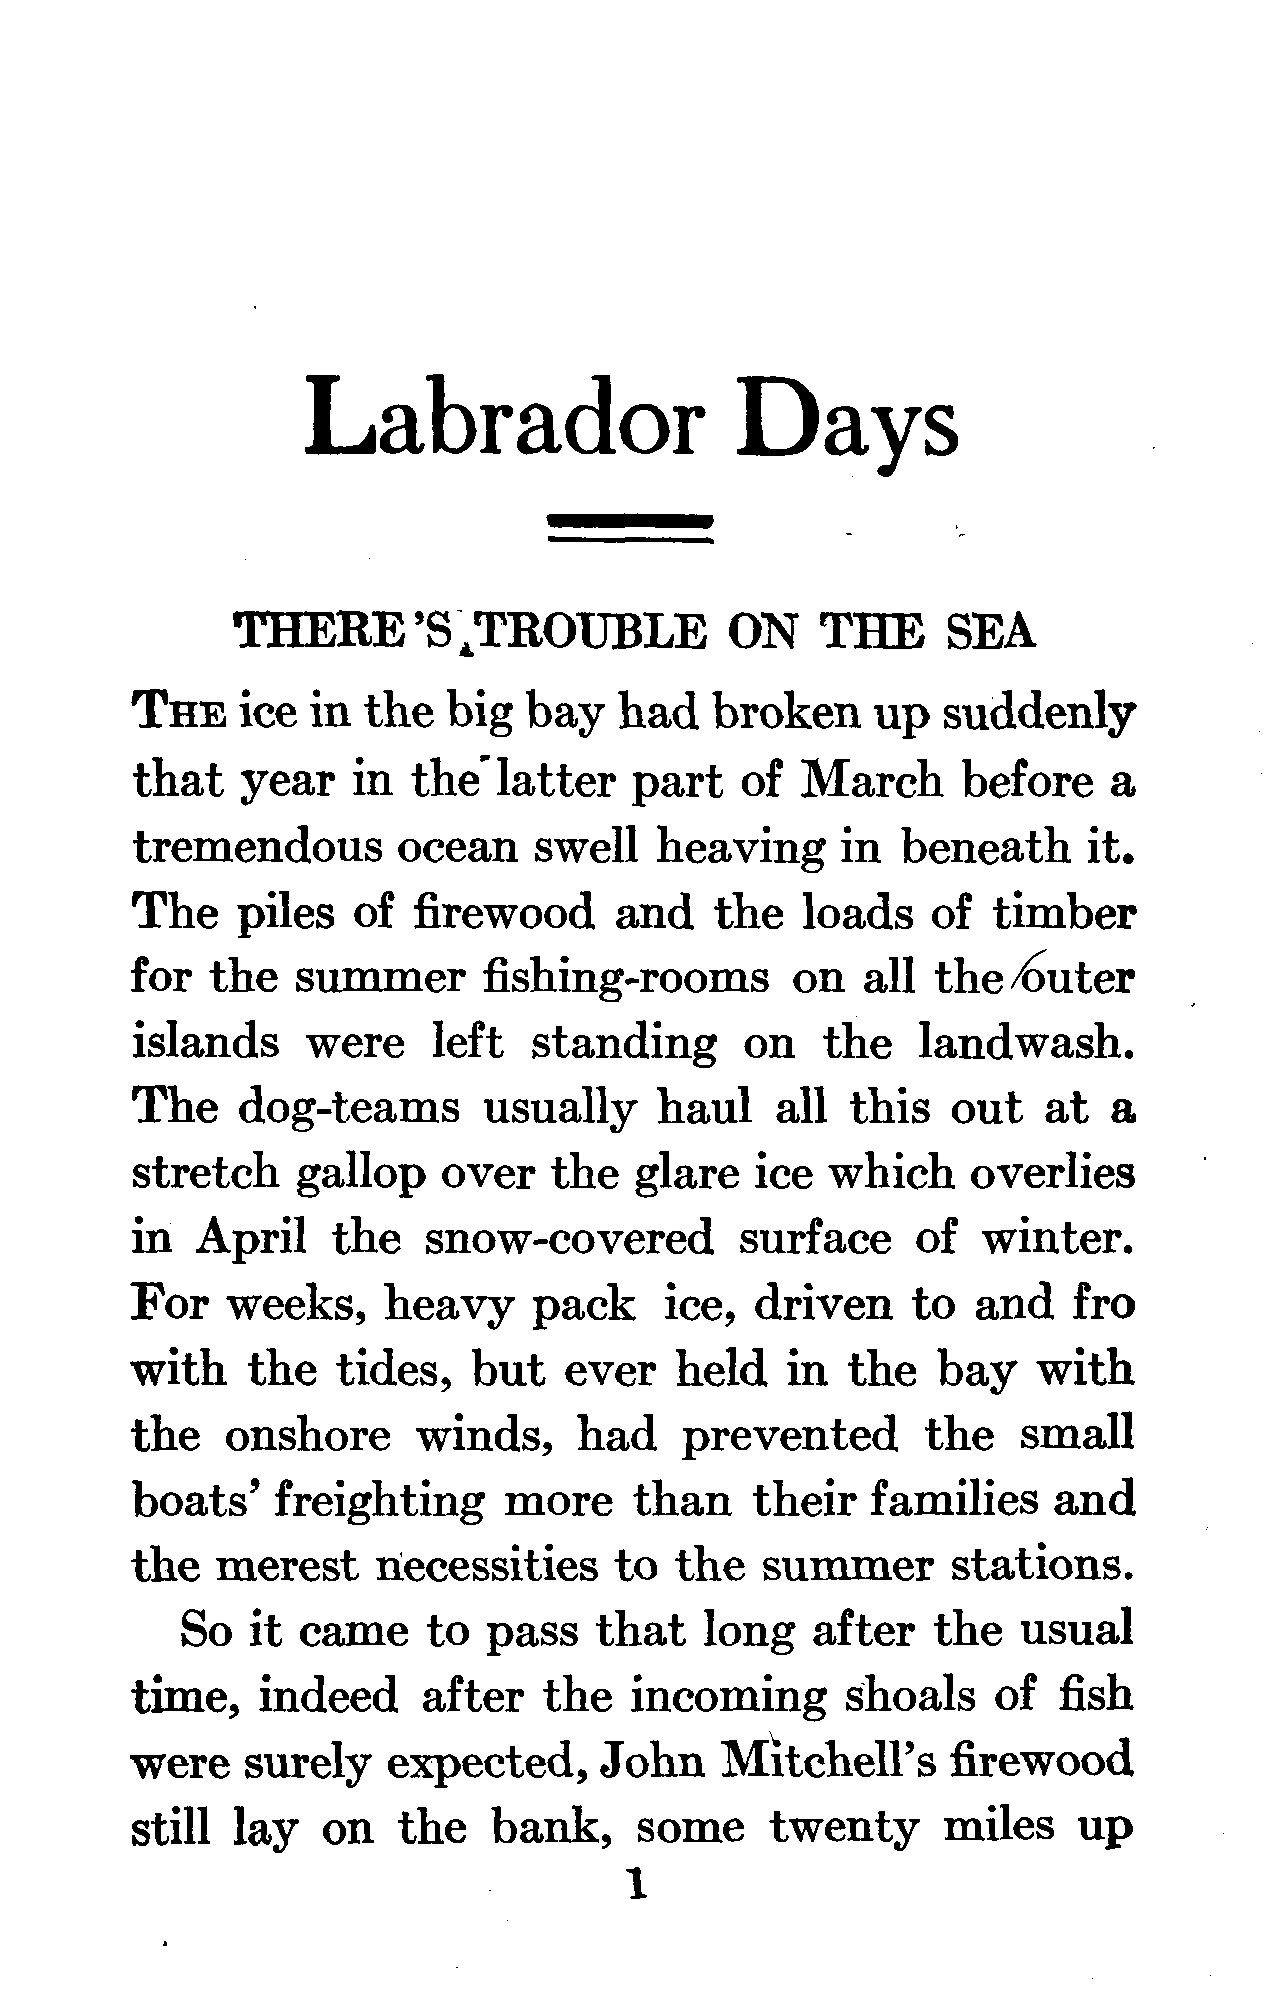 Labrador Days
THERE'S TROUBLE ON THE SEA
THE ice in the big bay had broken up suddenly
that year in the latter part of March before a
tremendous ocean swell heaving in beneath it.
The piles of firewood and the loads of timber
for the summer fishing-rooms on all the outer
islands were left standing on the landwash.
The dog-teams usually haul all this out at a
stretch gallop over the glare ice which overlies
in April the snow-covered surface of winter.
For weeks, heavy pack ice, driven to and fro
with the tides, but ever held in the bay with
the onshore winds, had prevented the small
boats' freighting more than their families and
the merest necessities to the summer stations.
So it came to pass that long after the usual
time, indeed after the incoming shoals of fish
were surely expected, John Mitchell's firewood
still lay on the bank, some twenty miles up
1